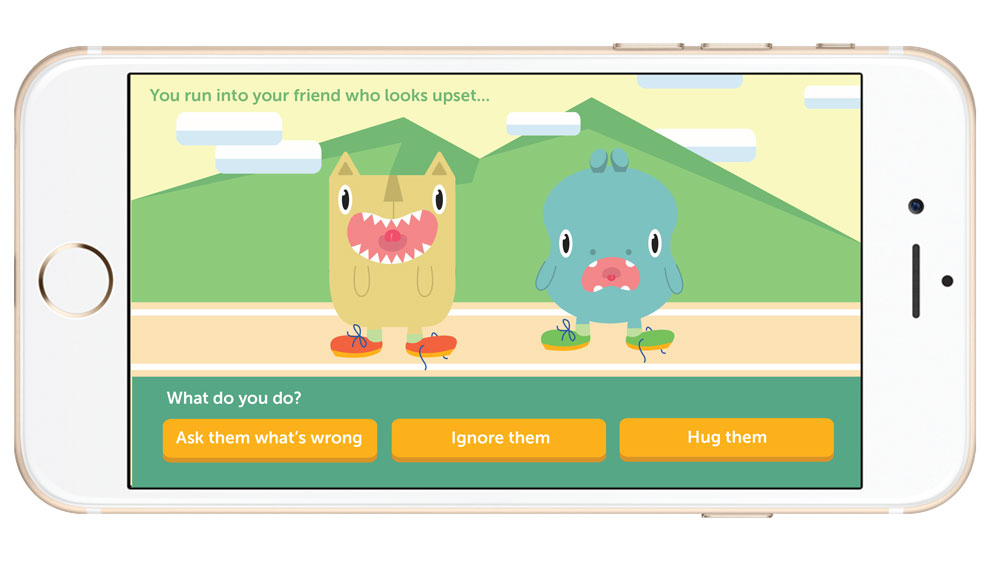 You run into your friend who looks upset...
What do you do?
Ask them what's wrong
Ignore them
Hug them